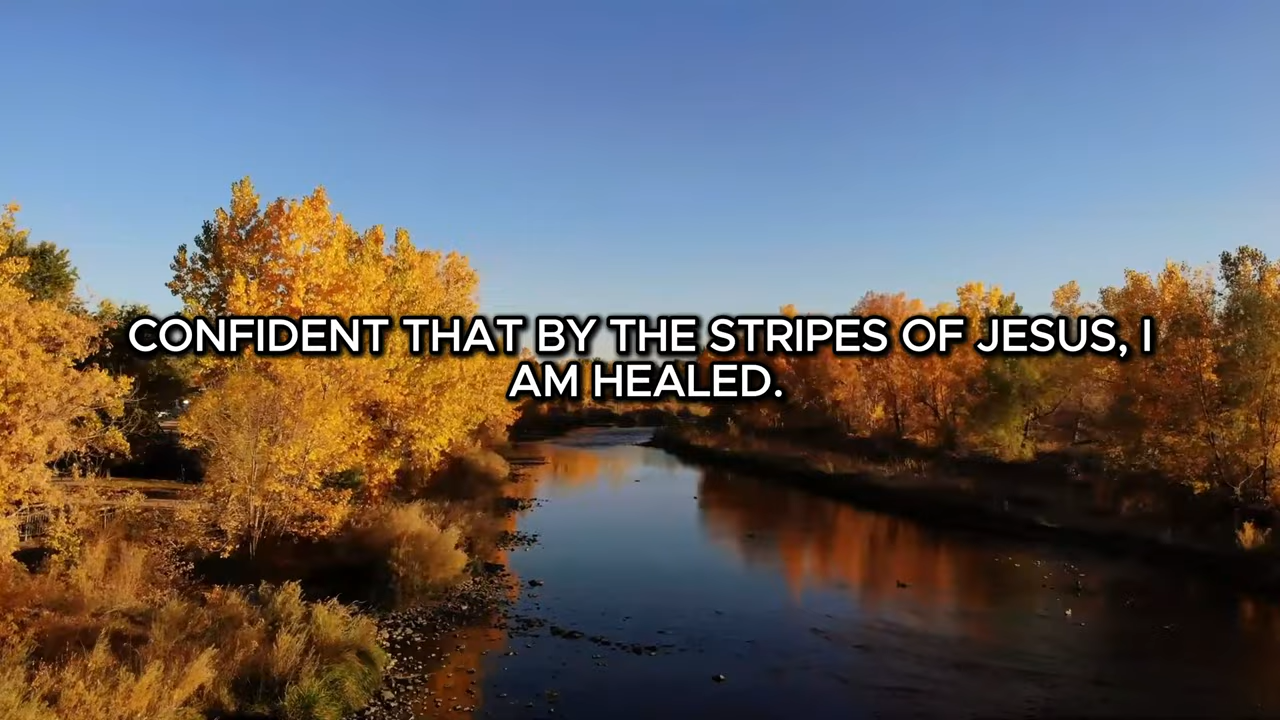 CONFIDENT THAT BY THE STRIPES OF JESUS, I
AM HEALED.